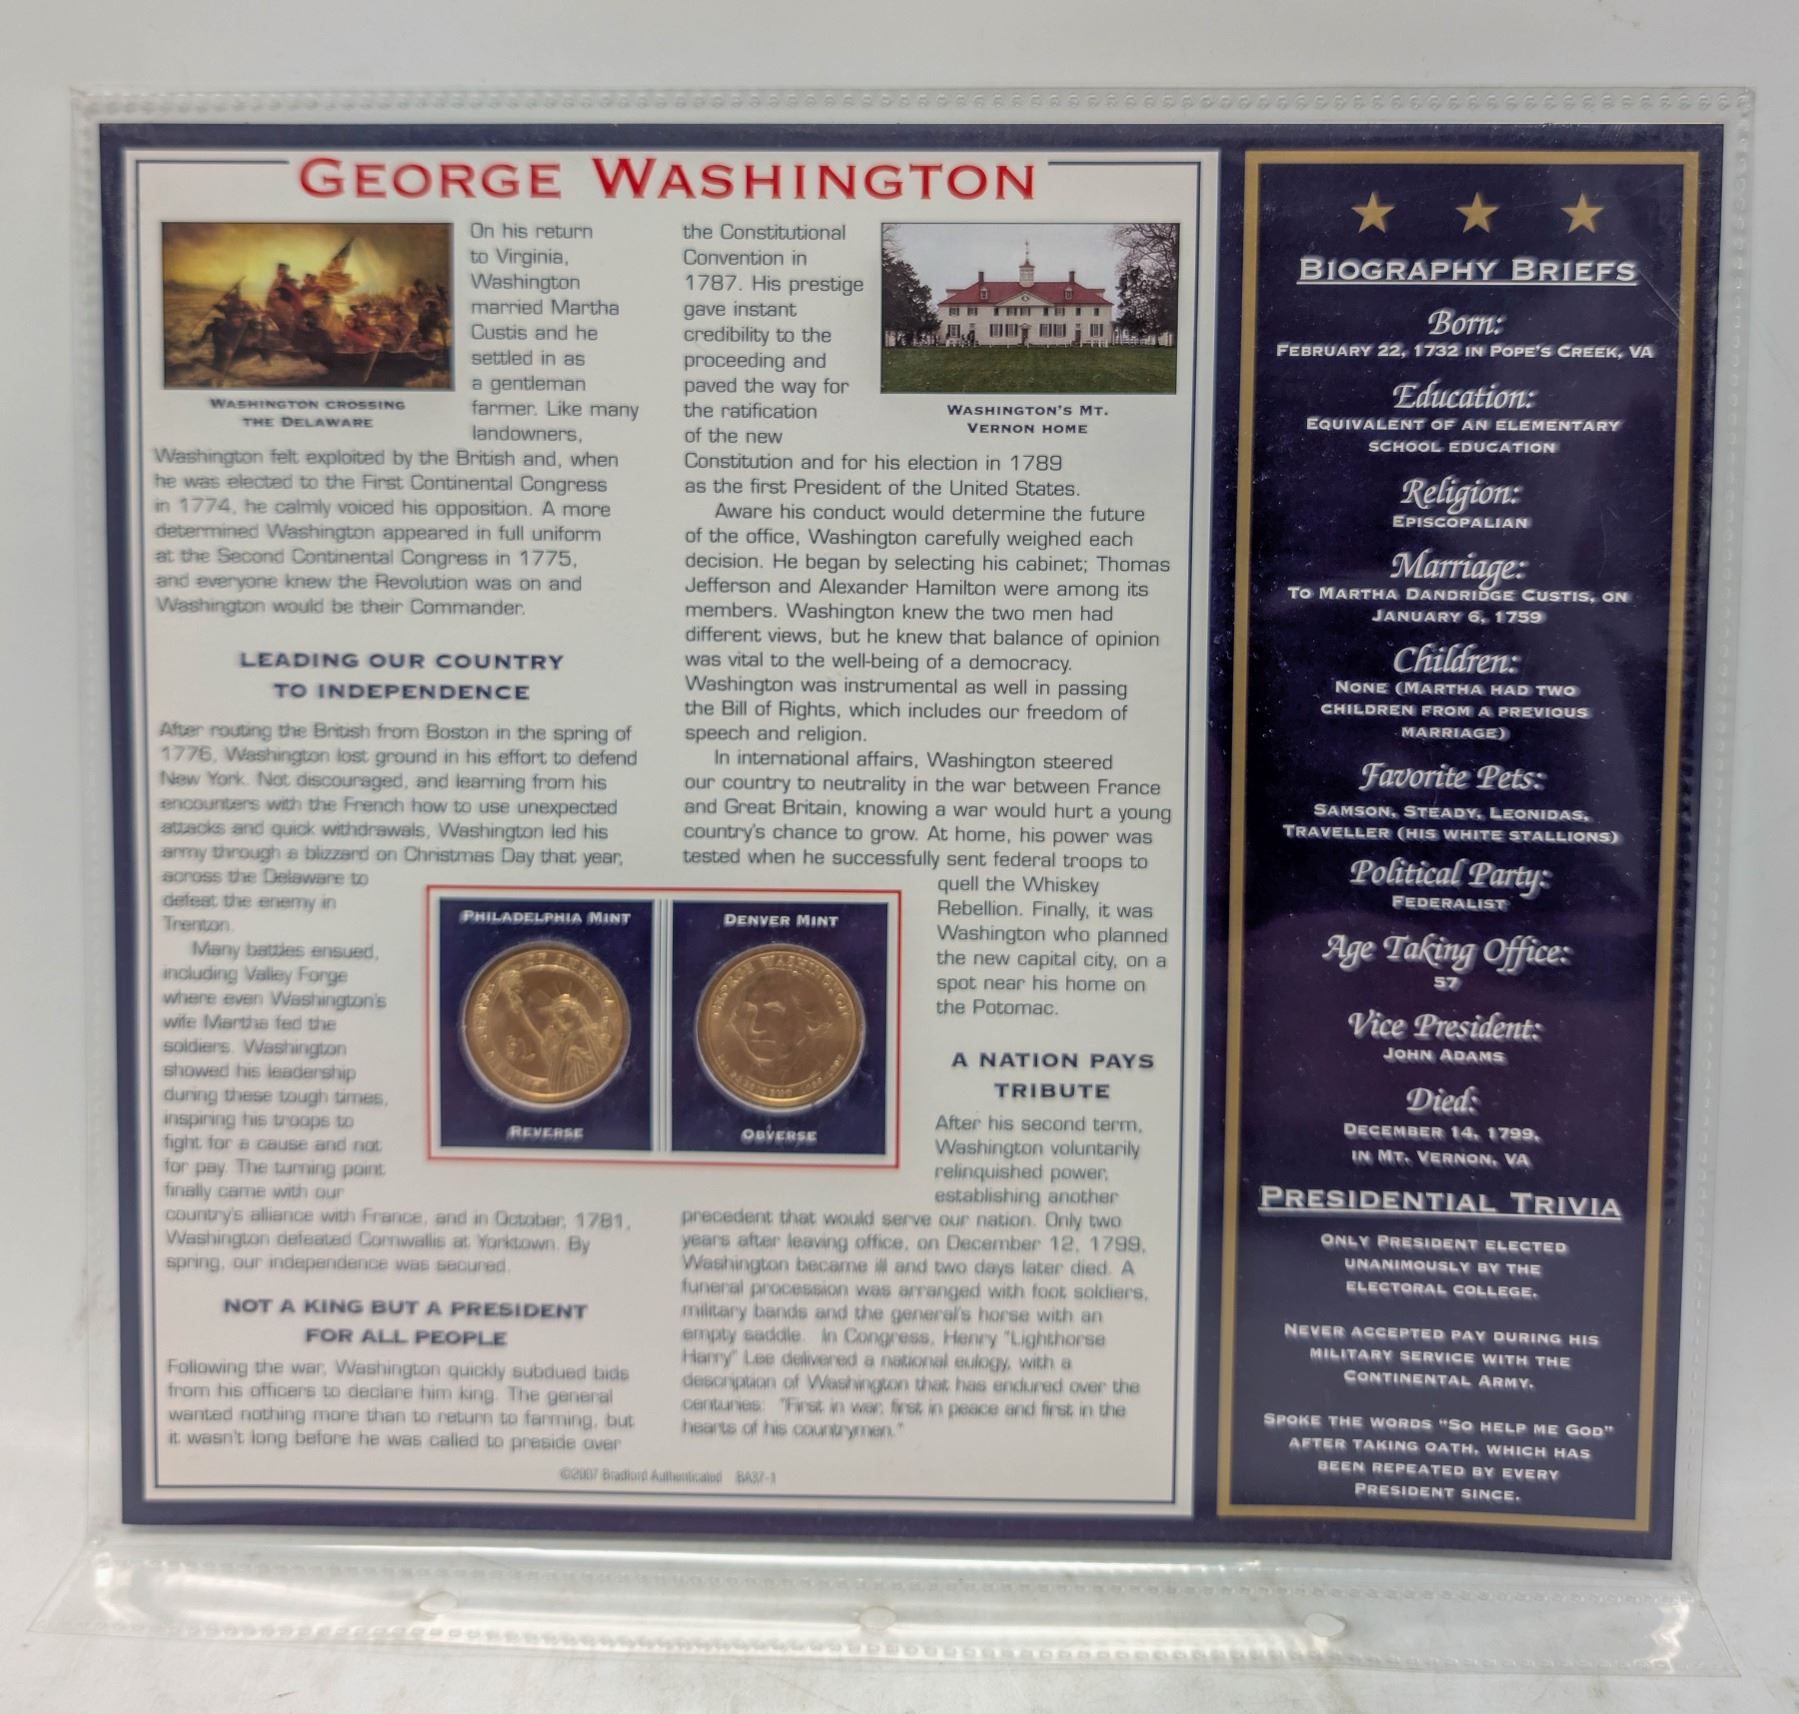 GEORGE WASHINGTON
WASHINGTON CROSSING
THE DELAWARE
On his return
to Virginia,
Washington
married Martha
Custis and he
settled in as
a gentleman
farmer. Like many
landowners,
Washington felt exploited by the British and, when
he was elected to the First Continental Congress
in 1774, he calmly voiced his opposition. A more
determined Washington appeared in full uniform
at the Second Continental Congress in 1775,
and everyone knew the Revolution was on and
Washington would be their Commander.
LEADING OUR COUNTRY
TO INDEPENDENCE
After routing the British from Boston in the spring of
1776, Washington lost ground in his effort to defend
New York. Not discouraged, and learning from his
encounters with the French how to use unexpected
attacks and quick withdrawals, Washington led his
army through a blizzard on Christmas Day that year,
across the Delaware to
defeat the enemy in
Trenton.
Many battles ensued,
including Valley Forge
where even Washington's
wife Martha fed the
soldiers. Washington
showed his leadership
during these tough times,
inspiring his troops to
fight for a cause and not
for pay. The turning point
finally came with our
country's alliance with France, and in October, 1781,
Washington defeated Cornwallis at Yorktown. By
spring, our independence was secured.
NOT A KING BUT A PRESIDENT
FOR ALL PEOPLE
Following the war, Washington quickly subdued bids
from his officers to declare him king. The general
wanted nothing more than to return to farming, but
it wasn't long before he was called to preside over
the Constitutional
Convention in
1787. His prestige
gave instant
credibility to the
proceeding and
paved the way for
the ratification
of the new
WASHINGTON'S MT.
VERNON HOME
Constitution and for his election in 1789
as the first President of the United States.
Aware his conduct would determine the future
of the office, Washington carefully weighed each
decision. He began by selecting his cabinet; Thomas
Jefferson and Alexander Hamilton were among its
members. Washington knew the two men had
different views, but he knew that balance of opinion
was vital to the well-being of a democracy.
Washington was instrumental as well in passing
the Bill of Rights, which includes our freedom of
speech and religion.
In international affairs, Washington steered
our country to neutrality in the war between France
and Great Britain, knowing a war would hurt a young
country's chance to grow. At home, his power was
tested when he successfully sent federal troops to
quell the Whiskey
Rebellion. Finally, it was
Washington who planned
the new capital city, on a
spot near his home on
the Potomac.
PHILADELPHIA MINT
REVERSE
DENVER MINT
GEORGE WASHINGTON
1st PRESIDENT 1789-1797
OBVERSE
A NATION PAYS
TRIBUTE
After his second term,
Washington voluntarily
relinquished power,
establishing another
precedent that would serve our nation. Only two
years after leaving office, on December 12, 1799,
Washington became ill and two days later died. A
funeral procession was arranged with foot soldiers,
military bands and the general's horse with an
empty saddle. In Congress, Henry "Lighthorse
Harry" Lee delivered a national eulogy, with a
description of Washington that has endured over the
centuries: "First in war, first in peace and first in the
hearts of his countrymen."
©2007 Bradford Authenticated BA37-1
BIOGRAPHY BRIEFS
Born:
FEBRUARY 22, 1732 IN POPE'S CREEK, VA
Education:
EQUIVALENT OF AN ELEMENTARY
SCHOOL EDUCATION
Religion:
EPISCOPALIAN
Marriage:
TO MARTHA DANDRIDGE CUSTIS, ON
JANUARY 6, 1759
Children:
NONE (MARTHA HAD TWO
CHILDREN FROM A PREVIOUS
MARRIAGE)
Favorite Pets:
SAMSON, STEADY, LEONIDAS,
TRAVELLER (HIS WHITE STALLIONS)
Political Party:
FEDERALIST
Age Taking Office:
57
Vice President:
JOHN ADAMS
Died:
DECEMBER 14, 1799,
IN MT. VERNON, VA
PRESIDENTIAL TRIVIA
ONLY PRESIDENT ELECTED
UNANIMOUSLY BY THE
ELECTORAL COLLEGE.
NEVER ACCEPTED PAY DURING HIS
MILITARY SERVICE WITH THE
CONTINENTAL ARMY.
SPOKE THE WORDS "SO HELP ME GOD"
AFTER TAKING OATH, WHICH HAS
BEEN REPEATED BY EVERY
PRESIDENT SINCE.